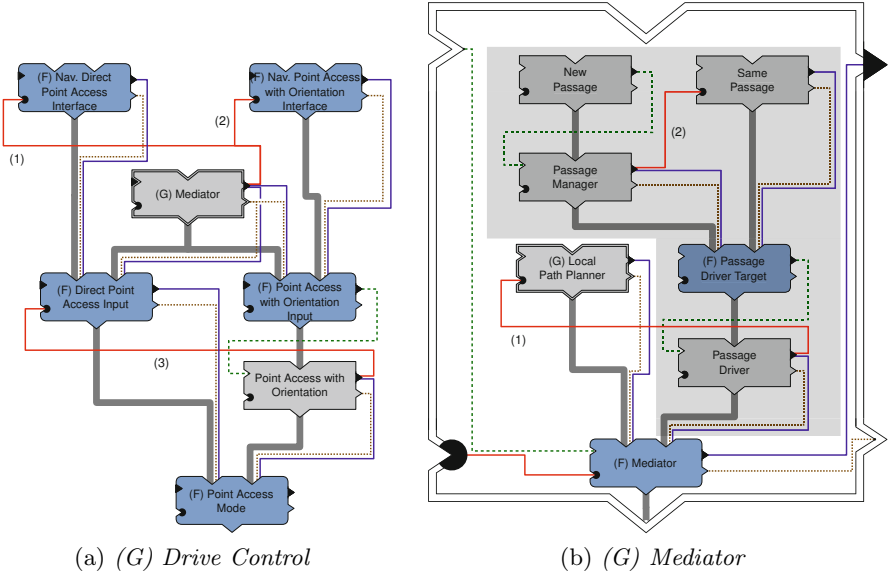 (F) Nav. Direct
Point Access
Interface
(F) Nav. Point Access
with Orientation
Interface
(1)
(2)
(G) Mediator
(F) Direct Point
Access Input
(F) Point Access
with Orientation
Input
(3)
Point Access with
Orientation
(F) Point Access
Mode
(a) (G) Drive Control
New
Passage
Same
Passage
(2)
Passage
Manager
(G) Local
Path Planner
(F) Passage
Driver Target
(1)
Passage
Driver
(F) Mediator
(b) (G) Mediator